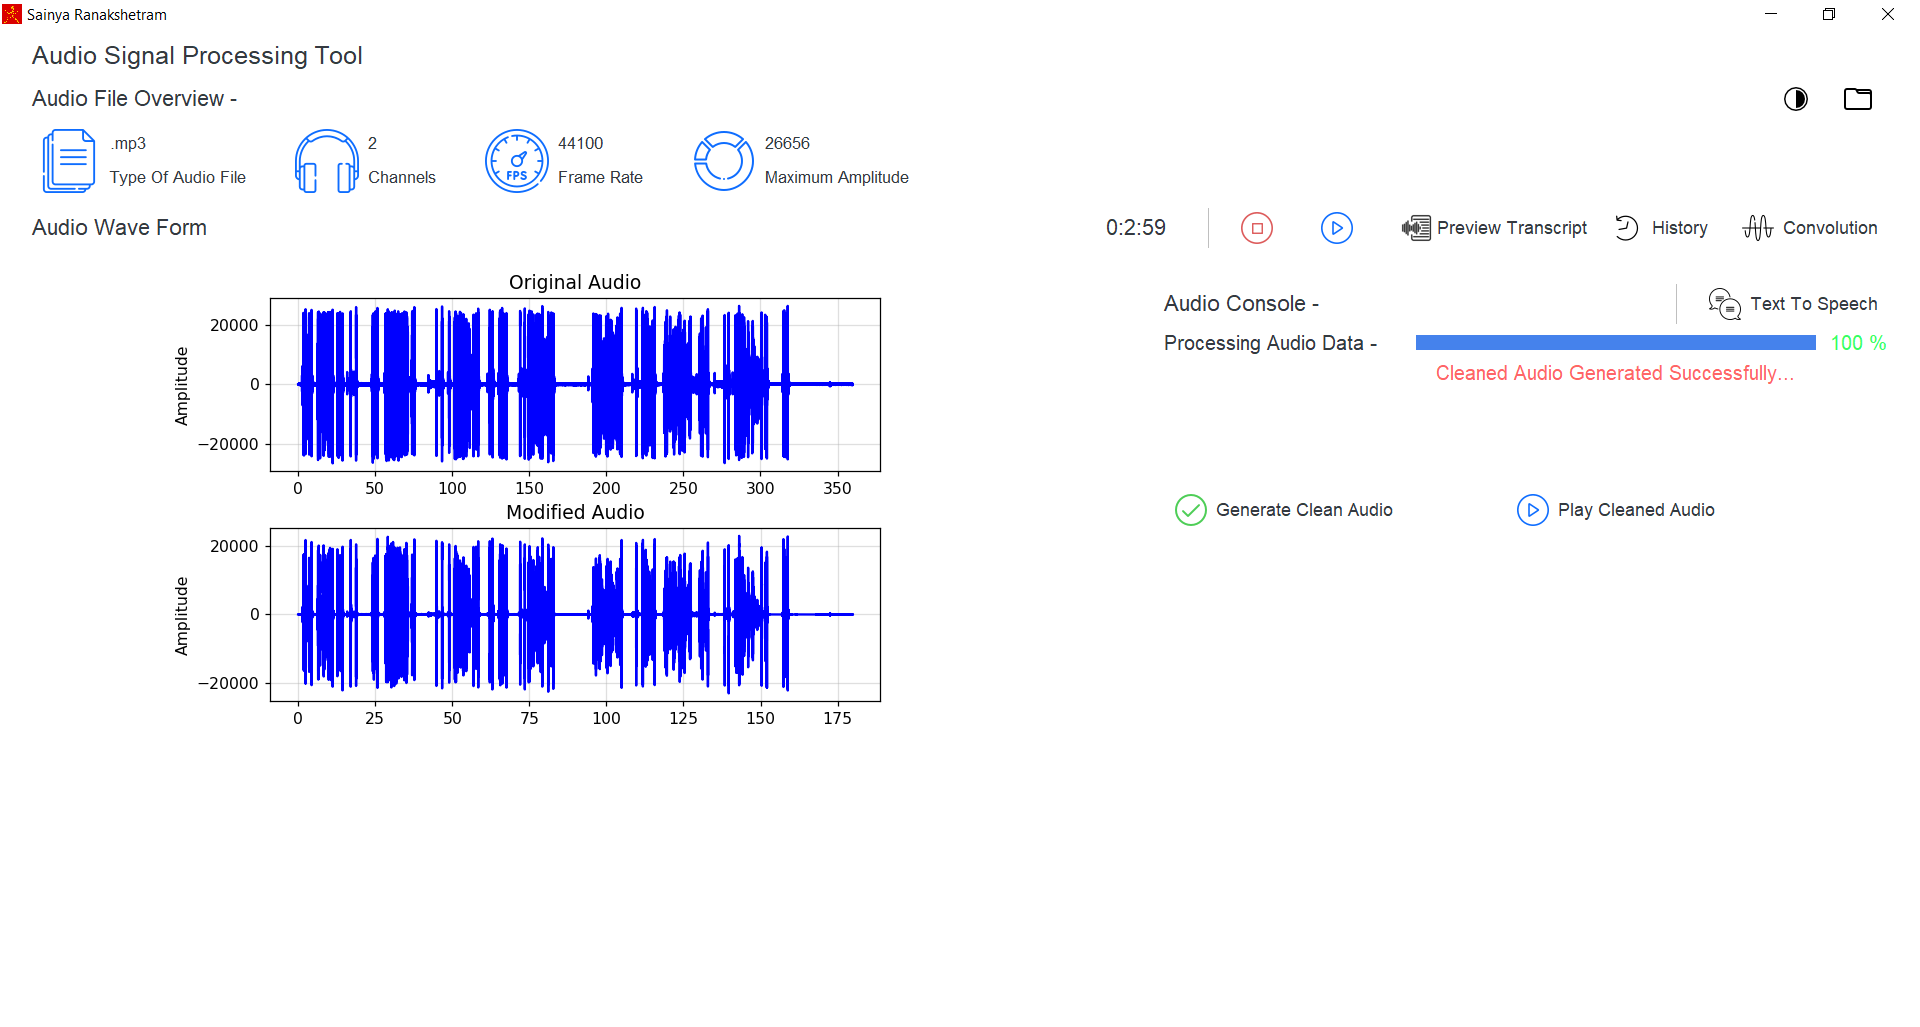 Sainya Ranakshetram
Audio Signal Processing Tool
Audio File Overview -
.mp3
Type Of Audio File
2
Channels
FPS
44100
Frame Rate
26656
Maximum Amplitude
Audio Wave Form
0:2:59
Preview Transcript
History
Convolution
Original Audio
Amplitude
20000
0
−20000
0 50 100 150 200 250 300 350
Modified Audio
Amplitude
20000
0
−20000
0 25 50 75 100 125 150 175
Audio Console -
Text To Speech
Processing Audio Data -
100 %
Cleaned Audio Generated Successfully...
Generate Clean Audio
Play Cleaned Audio